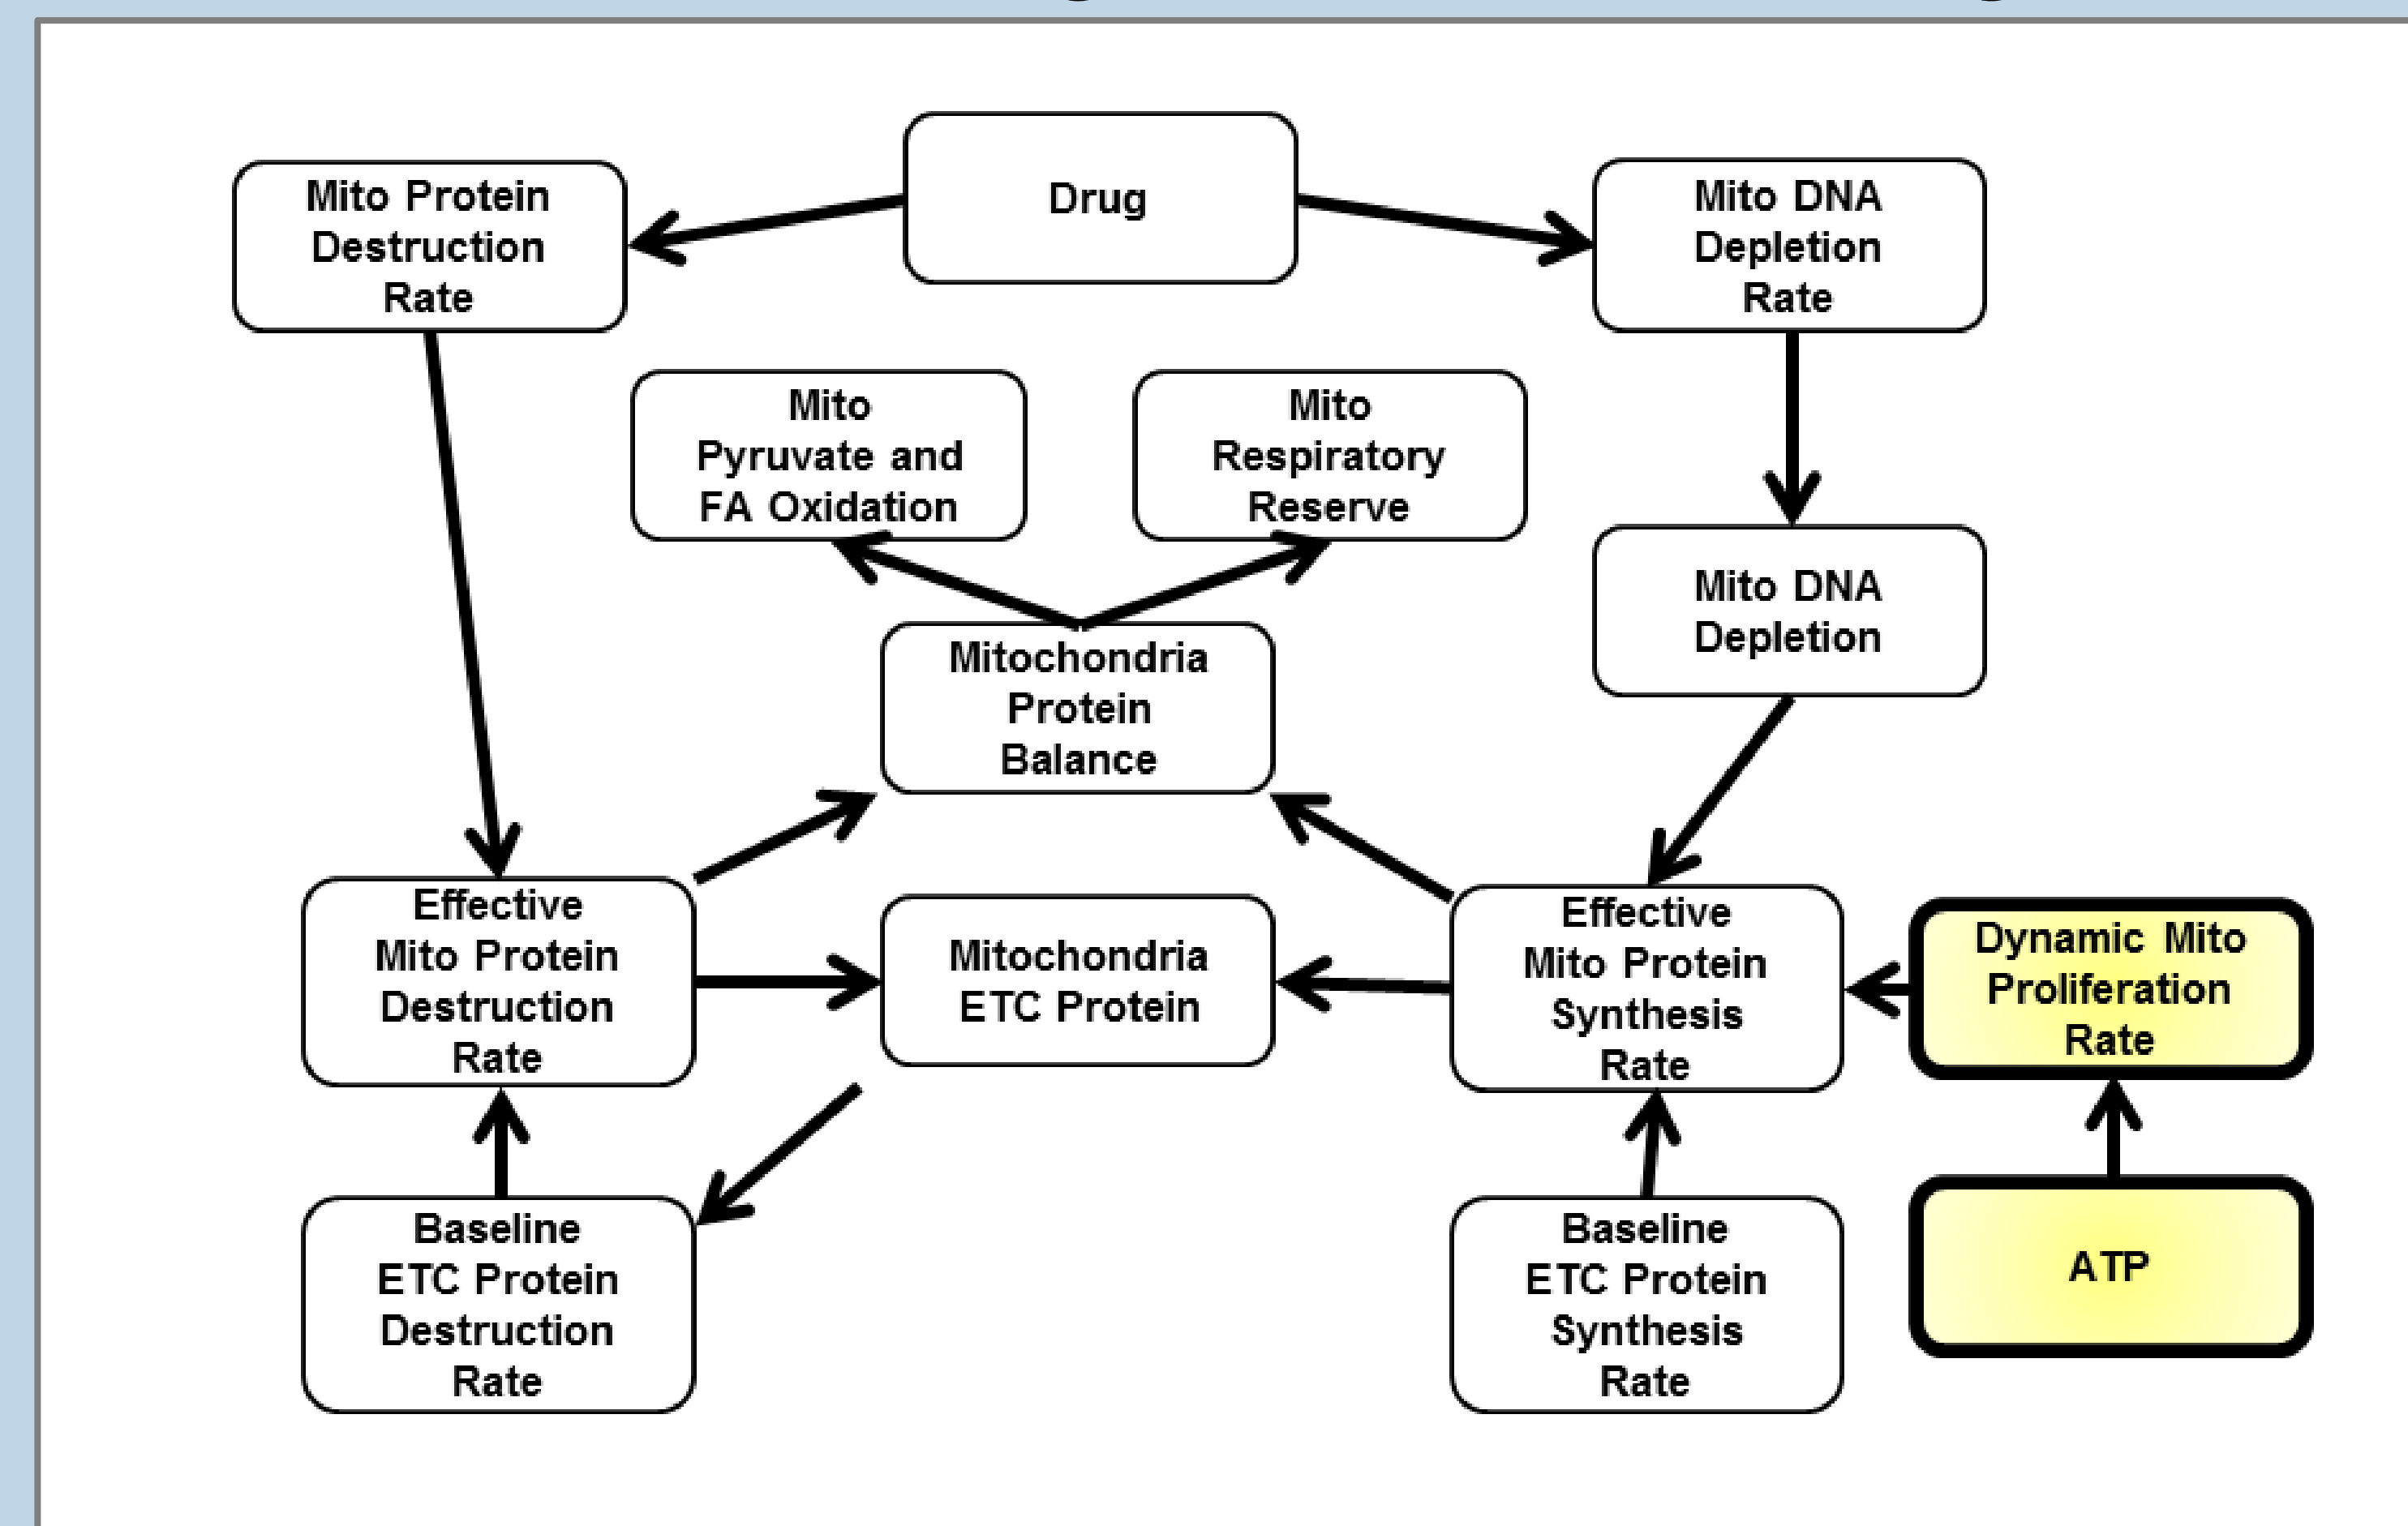 Drug
Mito Protein
Destruction
Rate
Mito DNA
Depletion
Rate
Mito
Pyruvate and
FA Oxidation
Mito
Respiratory
Reserve
Mito DNA
Depletion
Mitochondria
Protein
Balance
Effective
Mito Protein
Destruction
Rate
Mitochondria
ETC Protein
Effective
Mito Protein
Synthesis
Rate
Dynamic Mito
Proliferation
Rate
Baseline
ETC Protein
Destruction
Rate
Baseline
ETC Protein
Synthesis
Rate
ATP